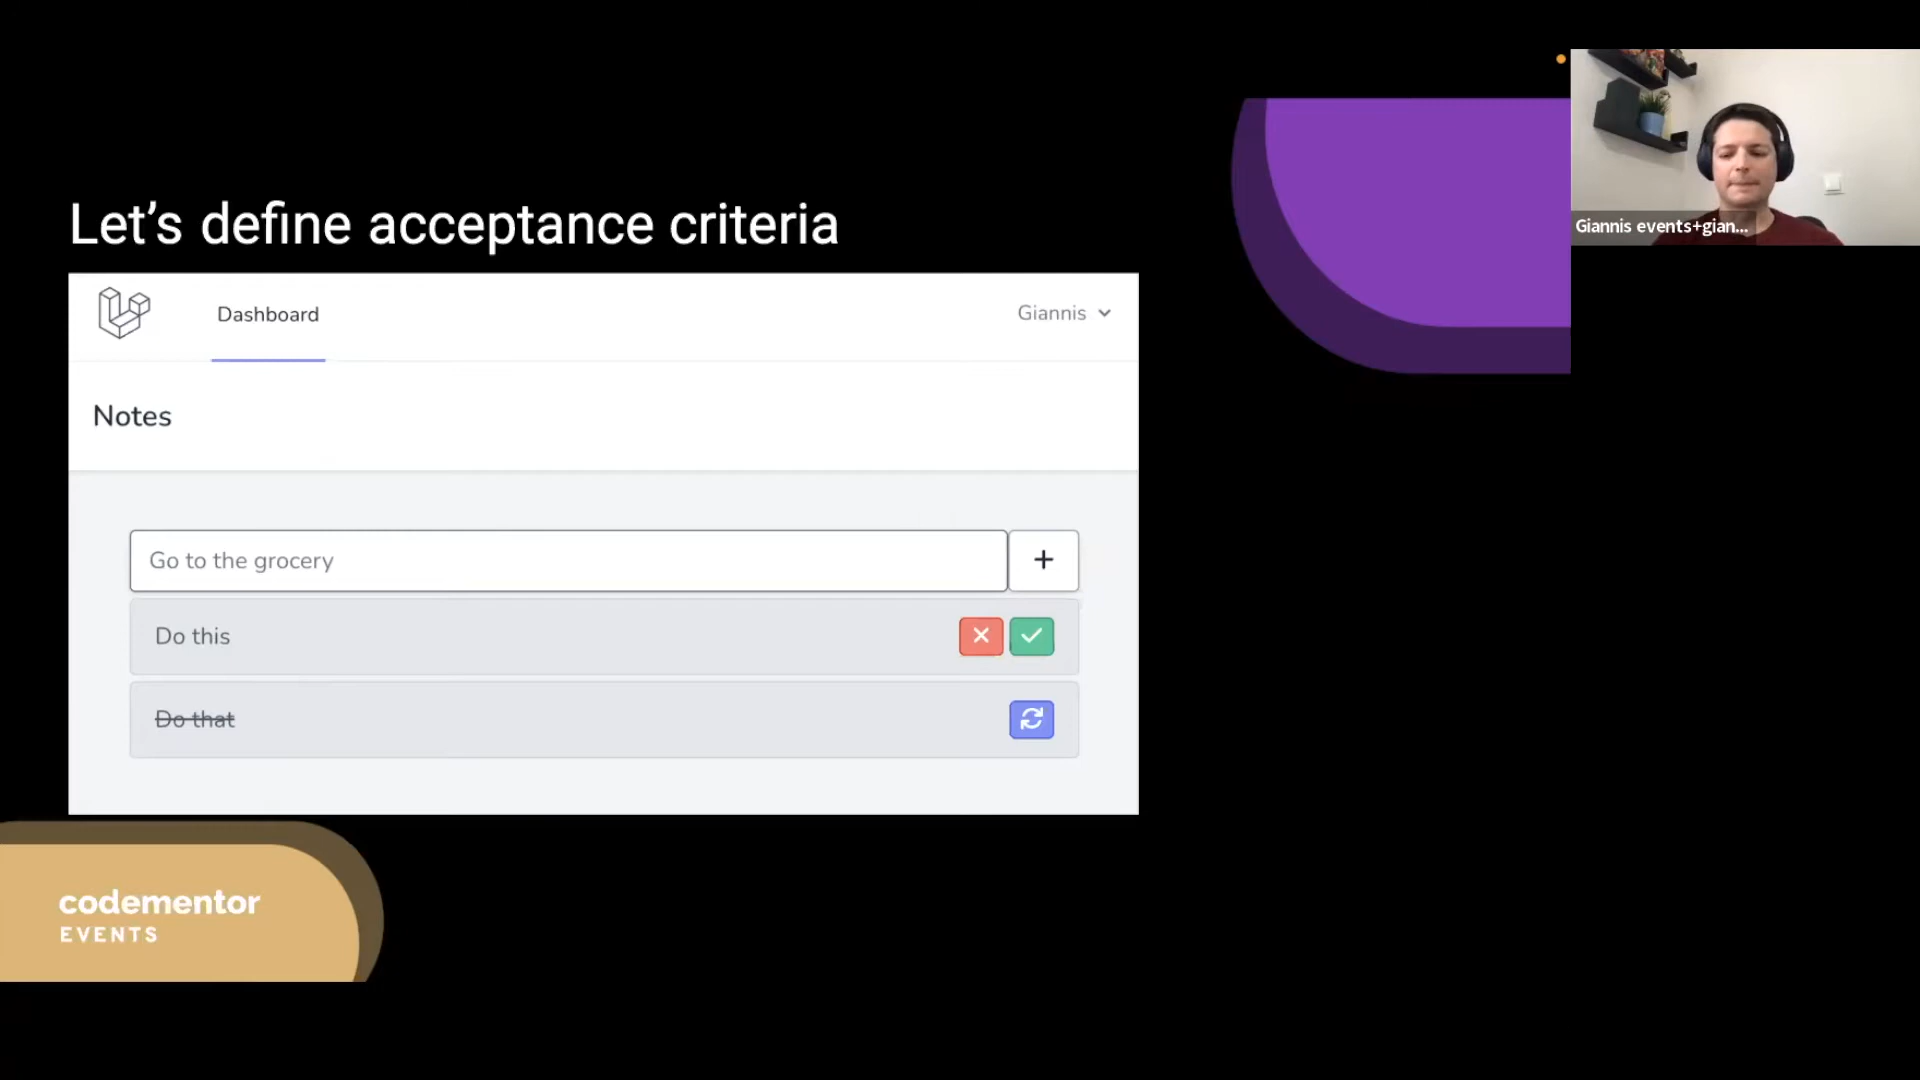 Let's define acceptance criteria
Giannis events+gian...
Dashboard
Giannis
Notes
Go to the grocery
+
Do this
Do that
codementor
EVENTS